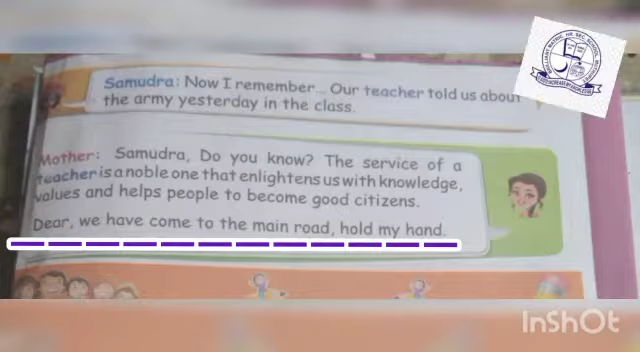 Samudra: Now I remember... Our teacher told us about
the army yesterday in the class.
Mother: Samudra, Do you know? The service of a
teacher is a noble one that enlightens us with knowledge,
values and helps people to become good citizens.
Dear, we have come to the main road, hold my hand.
InShOt